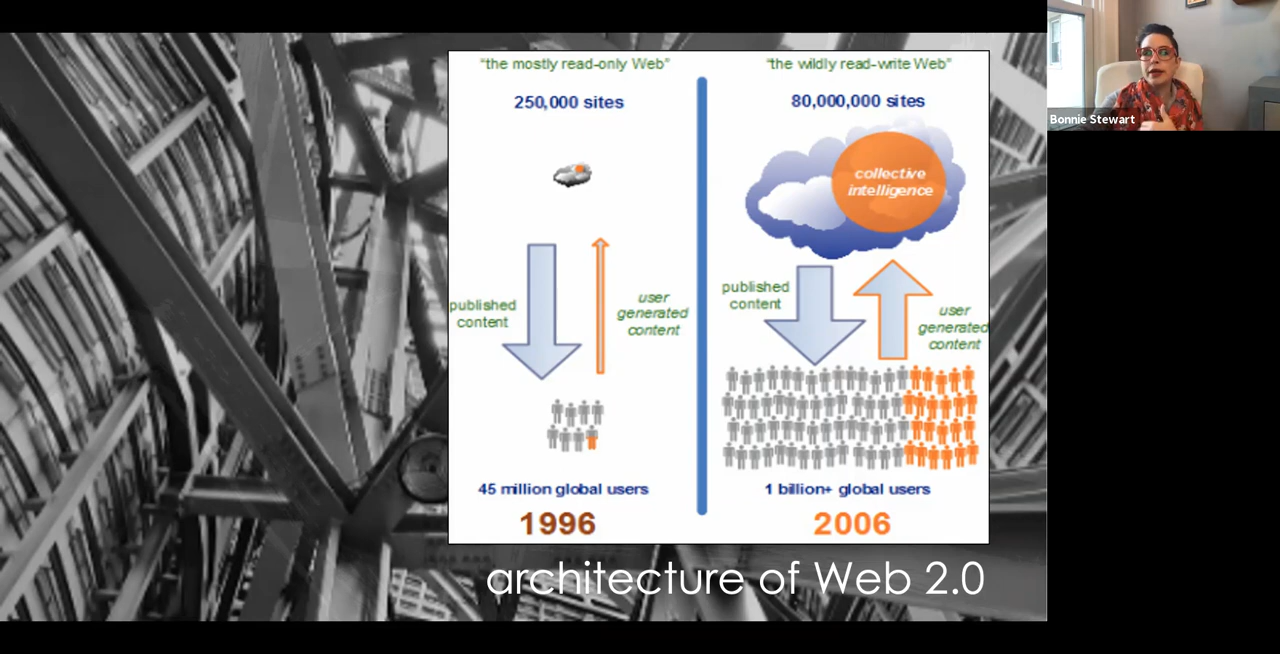 "the mostly read-only Web"
250,000 sites
published
content
user
generated
content
45 million global users
1996
"the wildly read-write Web"
80,000,000 sites
collective
intelligence
published
content
user
generated
content
1 billion+ global users
2006
architecture of Web 2.0
Bonnie Stewart